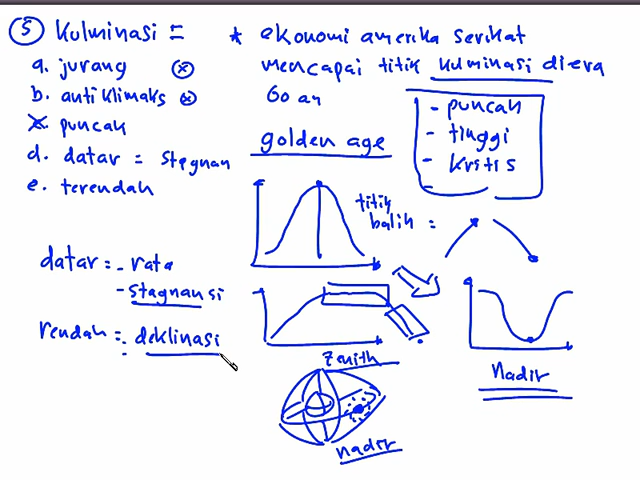 5 Kulminasi =
a. jurang (x)
b. antiklimaks (x)
x puncak
d. datar = stagnan
e. terendah
* ekonomi amerika serikat
mencapai titik kulminasi di era
60 an
golden age
- puncak
- tinggi
- kritis
-
titik
balik =
datar = - rata
- stagnansi
rendah = - deklinasi
-
zenith
nadir
Nadir